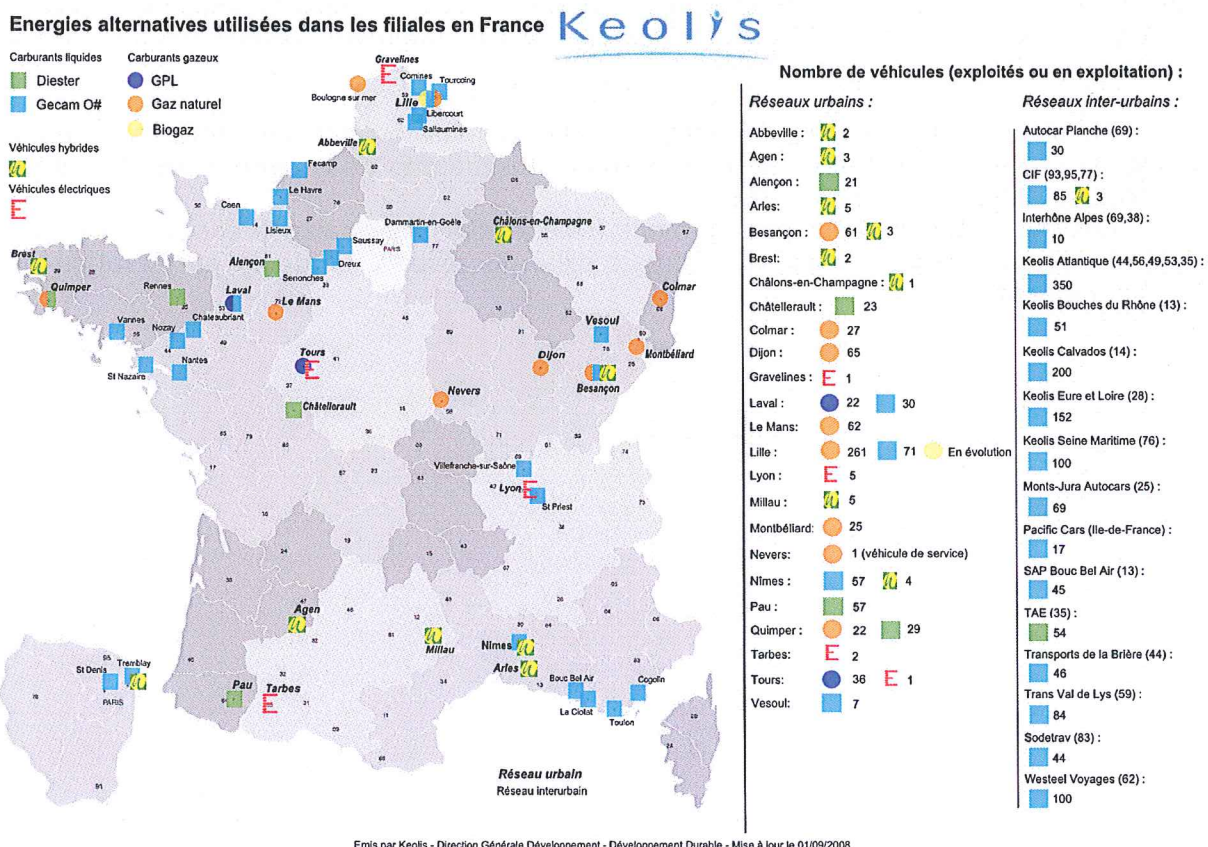 Energies alternatives utilisées dans les filiales en France
Keolis
Carburants liquides
Diester
Gecam O#
Carburants gazeux
GPL
Gaz naturel
Biogaz
Véhicules hybrides
Véhicules électriques
E
Gravelines
E
Boulogne sur mer
Comines
Tourcoing
Lille
Libercourt
Sallaumines
Abbeville
Fecamp
Le Havre
Caen
Lisieux
Dammartin-en-Goële
Châlons-en-Champagne
PARIS
Saussay
Dreux
Senonches
Alençon
Brest
Quimper
Rennes
Laval
Le Mans
Colmar
Chateaubriant
Vannes
Nozay
Vesoul
Montbéliard
St Nazaire
Nantes
Tours
E
Dijon
Besançon
Nevers
Châtellerault
Villefranche-sur-Saône
Lyon
E
St Priest
Agen
Millau
Nîmes
Arles
St Denis
Tremblay
PARIS
Pau
Tarbes
E
Bouc Bel Air
Cogolin
La Ciotat
Toulon
Réseau urbain
Réseau interurbain
Nombre de véhicules (exploités ou en exploitation) :
Réseaux urbains :
Abbeville : 2
Agen : 3
Alençon : 21
Arles : 5
Besançon : 61 3
Brest: 2
Châlons-en-Champagne : 1
Châtellerault : 23
Colmar : 27
Dijon : 65
Gravelines : E 1
Laval : 22 30
Le Mans: 62
Lille : 261 71 En évolution
Lyon : E 5
Millau : 5
Montbéliard: 25
Nevers: 1 (véhicule de service)
Nîmes : 57 4
Pau : 57
Quimper : 22 29
Tarbes: E 2
Tours: 36 E 1
Vesoul: 7
Réseaux inter-urbains :
Autocar Planche (69) :
30
CIF (93,95,77) :
85 3
Interhône Alpes (69,38) :
10
Keolis Atlantique (44,56,49,53,35) :
350
Keolis Bouches du Rhône (13) :
51
Keolis Calvados (14) :
200
Keolis Eure et Loire (28) :
152
Keolis Seine Maritime (76) :
100
Monts-Jura Autocars (25) :
69
Pacific Cars (Ile-de-France) :
17
SAP Bouc Bel Air (13) :
45
TAE (35) :
54
Transports de la Brière (44) :
46
Trans Val de Lys (59) :
84
Sodetrav (83) :
44
Westeel Voyages (62) :
100
Emis par Keolis - Direction Générale Développement - Développement Durable - Mise à jour le 01/09/2008